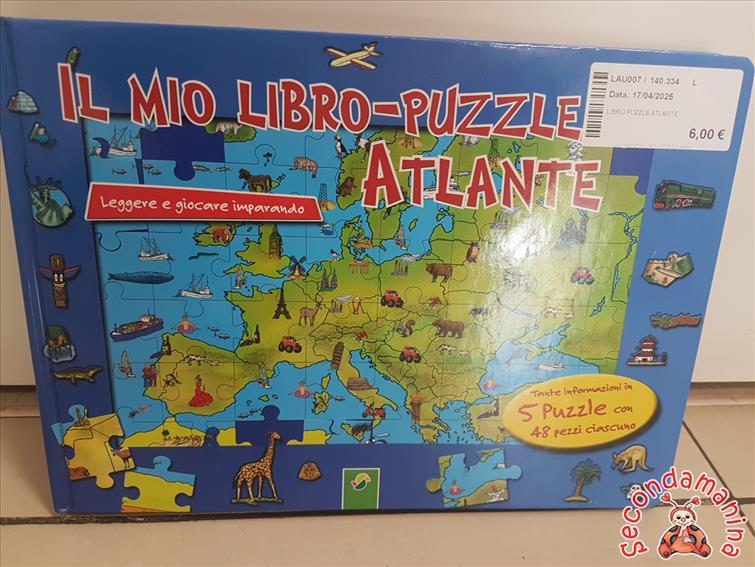 LAU007 / 140.334 L
Data: 17/04/2025
LIBRO PUZZLE ATLANTE
6,00 €
IL MIO LIBRO-PUZZLE
ATLANTE
Leggere e giocare imparando
Tante informazioni in
5 Puzzle con
48 pezzi ciascuno
secondamanina